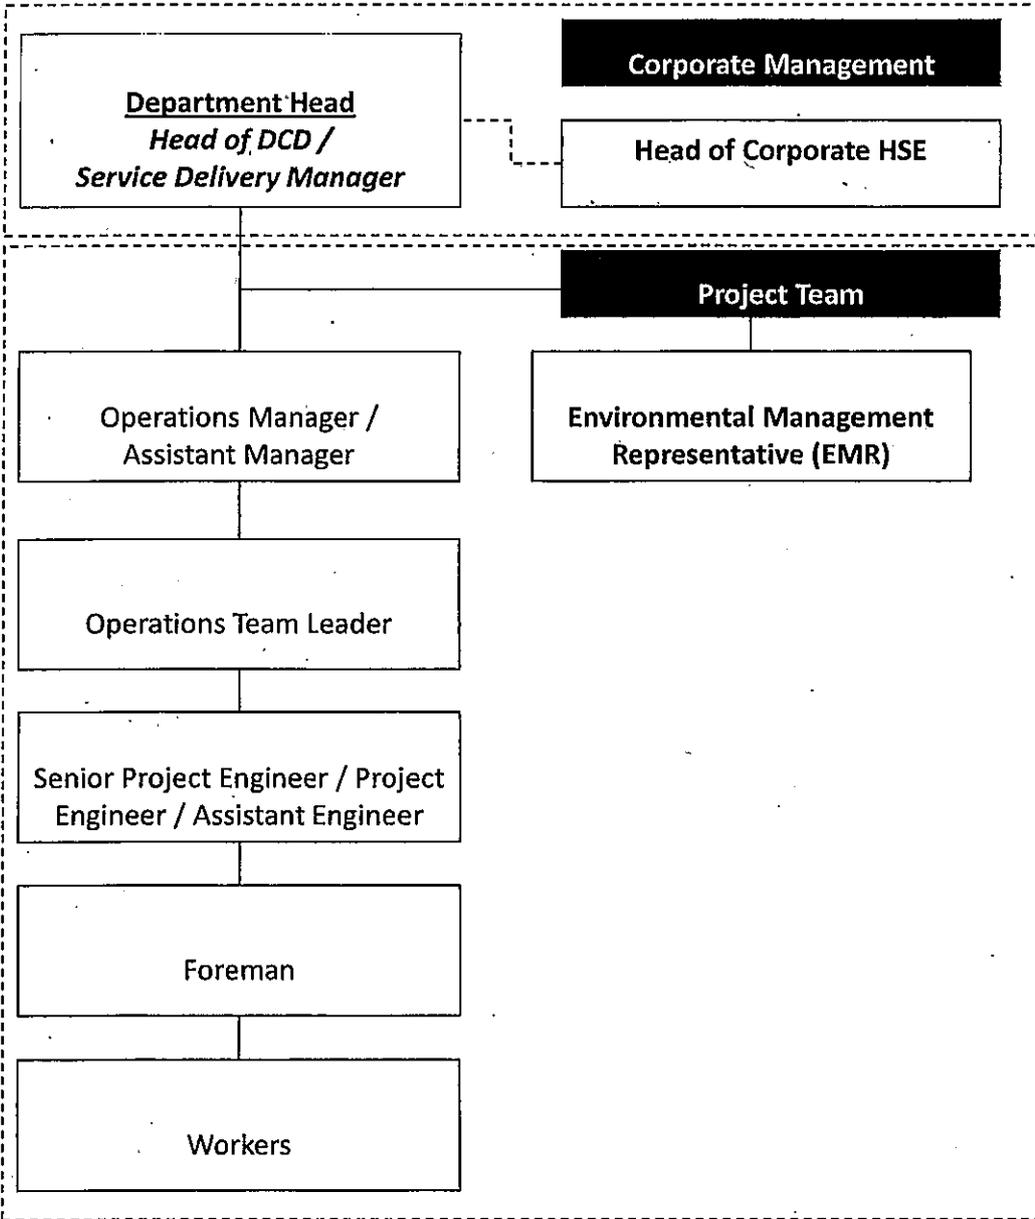 Department Head
Head of DCD /
Service Delivery Manager
Corporate Management
Head of Corporate HSE
Project Team
Operations Manager /
Assistant Manager
Environmental Management
Representative (EMR)
Operations Team Leader
Senior Project Engineer / Project
Engineer / Assistant Engineer
Foreman
Workers